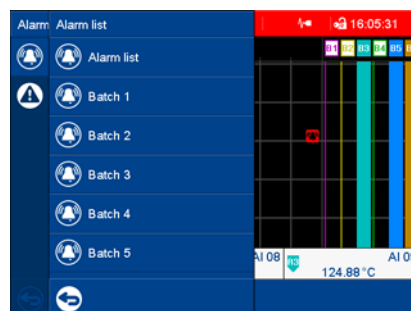 Alarm Alarm list 16:05:31
B1 B2 B3 B4 B5
Alarm list
Batch 1
Batch 2
Batch 3
Batch 4
Batch 5
AI 08 B3 AI 0
124.88 °C